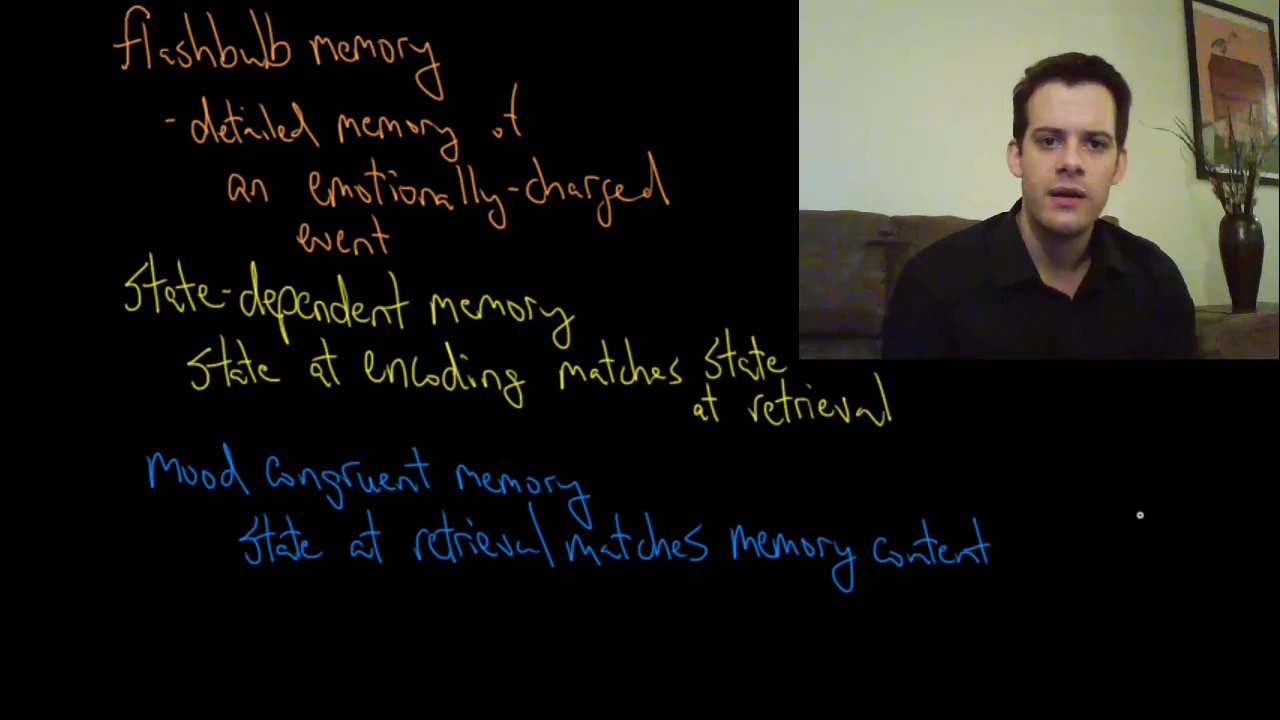 flashbulb memory
- detailed memory of
an emotionally-charged
event
State-dependent memory
State at encoding matches State
at retrieval
Mood congruent memory
State at retrieval matches memory content